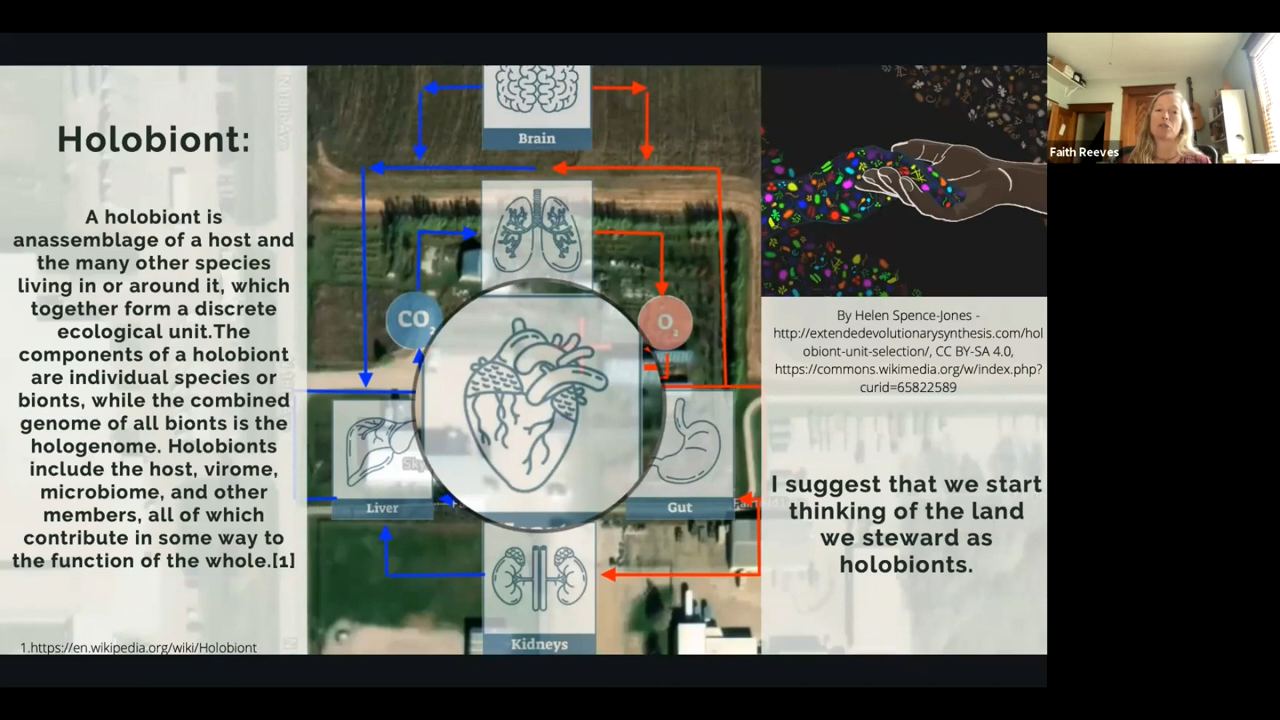 Holobiont:
A holobiont is
anassemblage of a host and
the many other species
living in or around it, which
together form a discrete
ecological unit.The
components of a holobiont
are individual species or
bionts, while the combined
genome of all bionts is the
hologenome. Holobionts
include the host, virome,
microbiome, and other
members, all of which
contribute in some way to
the function of the whole.[1]
1.https://en.wikipedia.org/wiki/Holobiont
Brain
CO2
O2
Liver
Gut
Kidneys
By Helen Spence-Jones -
http://extendedevolutionarysynthesis.com/hol
obiont-unit-selection/, CC BY-SA 4.0,
https://commons.wikimedia.org/w/index.php?
curid=65822589
I suggest that we start
thinking of the land
we steward as
holobionts.
Faith Reeves